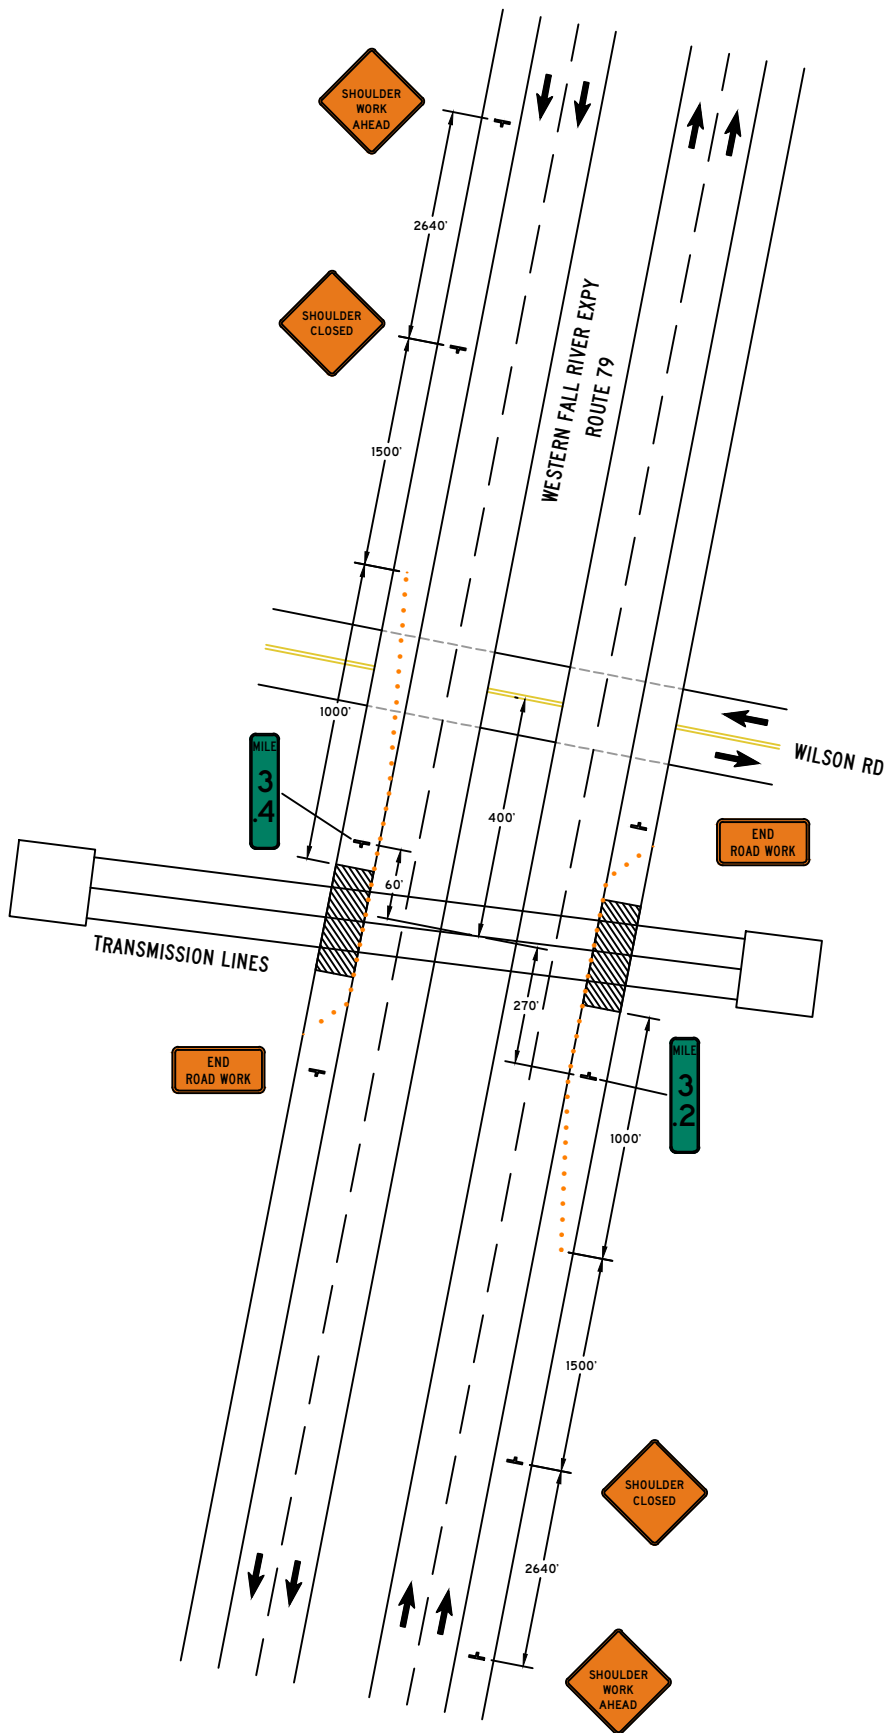 SHOULDER
WORK
AHEAD
2640'
SHOULDER
CLOSED
WESTERN FALL RIVER EXPY
ROUTE 79
1500'
1000'
MILE
3
.4
WILSON RD
400'
END
ROAD WORK
60'
TRANSMISSION LINES
270'
END
ROAD WORK
MILE
3
.2
1000'
1500'
SHOULDER
CLOSED
2640'
SHOULDER
WORK
AHEAD